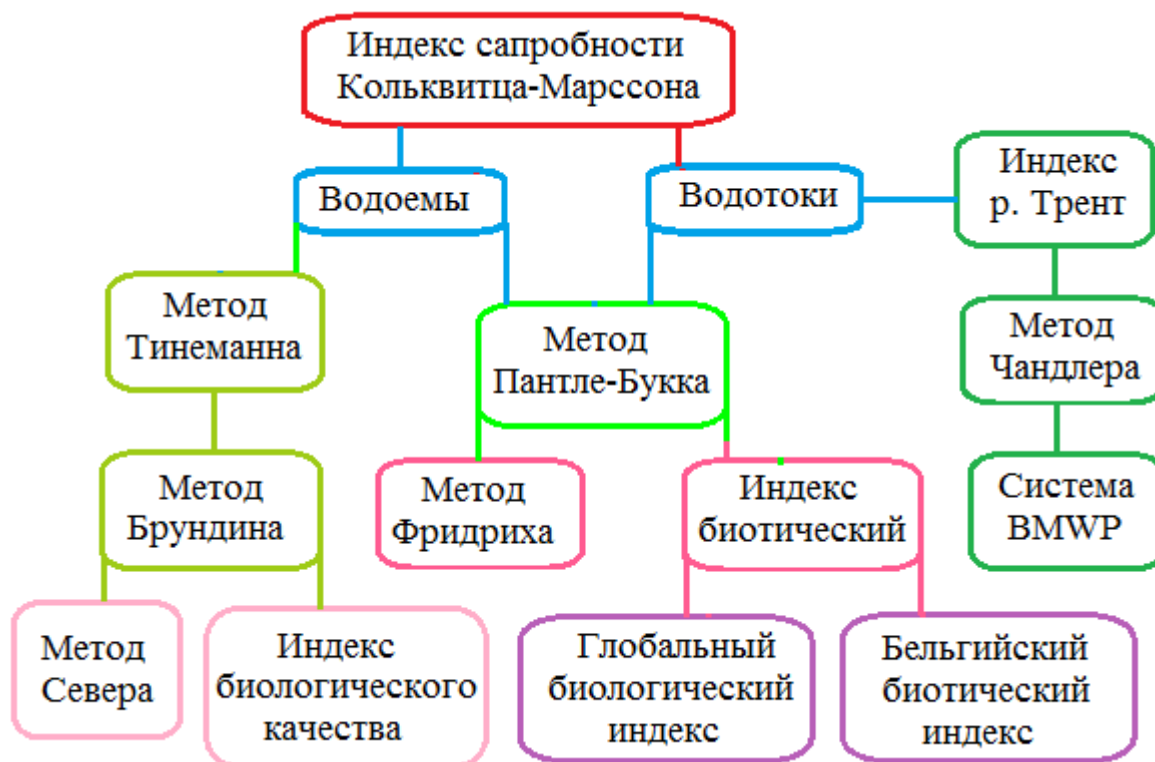 Индекс сапробности
Кольквитца-Марссона
Водоемы
Водотоки
Индекс
р. Трент
Метод
Тинеманна
Метод
Пантле-Букка
Метод
Чандлера
Метод
Брундина
Метод
Фридриха
Индекс
биотический
Система
BMWP
Метод
Севера
Индекс
биологического
качества
Глобальный
биологический
индекс
Бельгийский
биотический
индекс